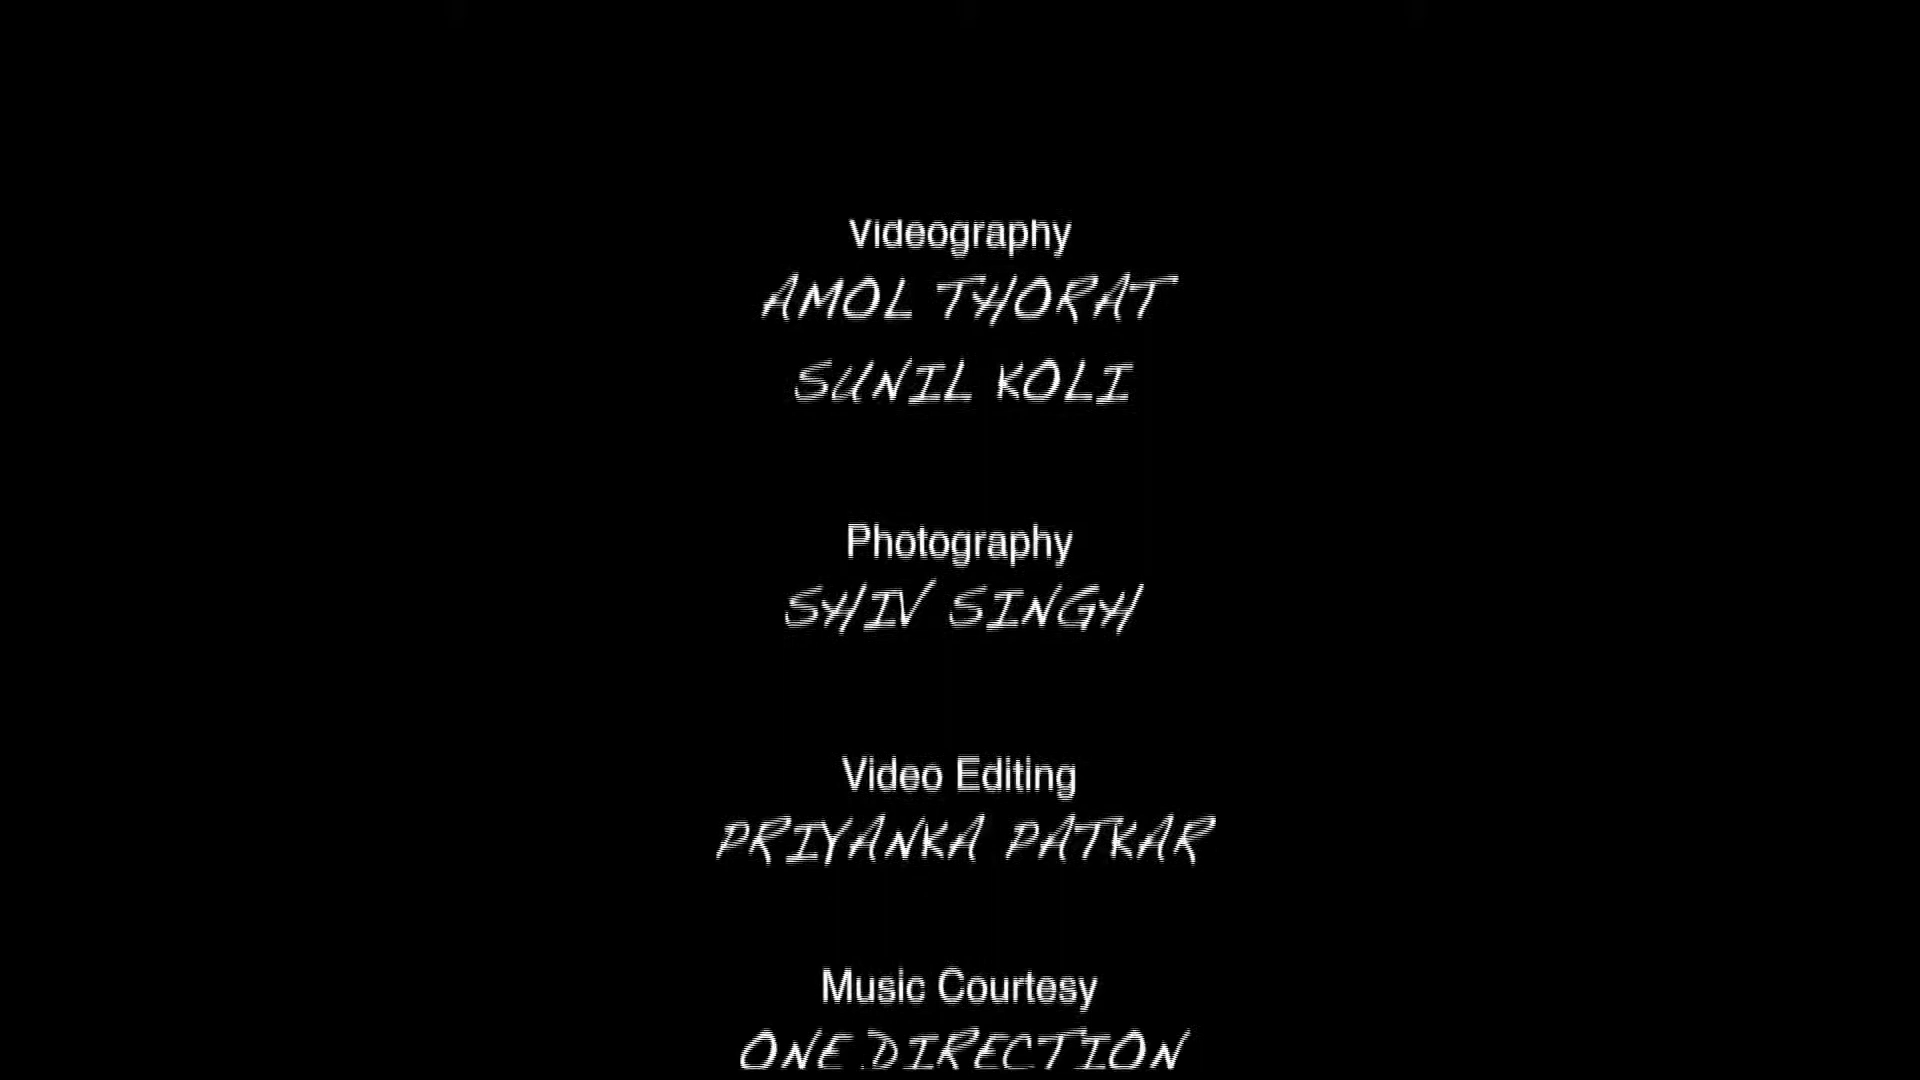 Videography
AMOL THORAT
SUNIL KOLI
Photography
SHIV SINGH
Video Editing
PRIYANKA PATKAR
Music Courtesy
ONE DIRECTION